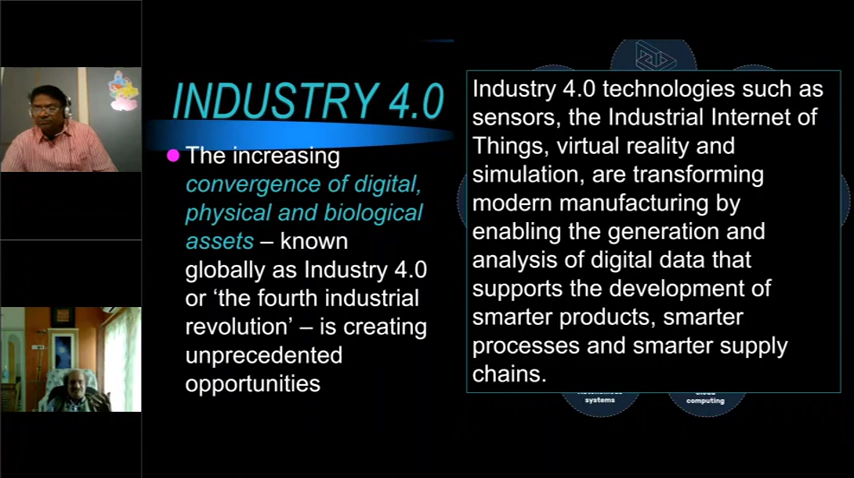 INDUSTRY 4.0
The increasing
convergence of digital,
physical and biological
assets – known
globally as Industry 4.0
or ‘the fourth industrial
revolution’ – is creating
unprecedented
opportunities
Industry 4.0 technologies such as
sensors, the Industrial Internet of
Things, virtual reality and
simulation, are transforming
modern manufacturing by
enabling the generation and
analysis of digital data that
supports the development of
smarter products, smarter
processes and smarter supply
chains.
systems
computing